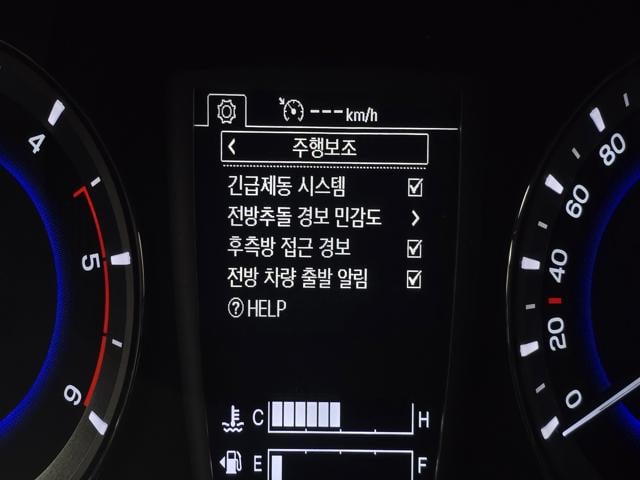 --- km/h
주행보조
긴급제동 시스템
전방추돌 경보 민감도
후측방 접근 경보
전방 차량 출발 알림
? HELP
C H
E F
4
5
6
80
60
40
20
0